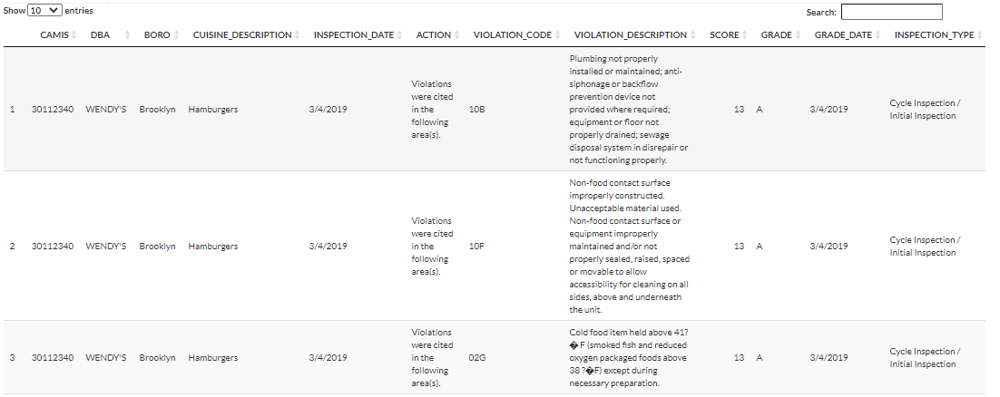 Show 10 entries
Search:
CAMIS DBA BORO CUISINE_DESCRIPTION INSPECTION_DATE ACTION VIOLATION_CODE VIOLATION_DESCRIPTION SCORE GRADE GRADE_DATE INSPECTION_TYPE
1 30112340 WENDY'S Brooklyn Hamburgers 3/4/2019
Violations
were cited
in the
following
area(s).
10B
Plumbing not properly
installed or maintained; anti-
siphonage or backflow
prevention device not
provided where required;
equipment or floor not
properly drained; sewage
disposal system in disrepair or
not functioning properly.
13 A 3/4/2019
Cycle Inspection /
Initial Inspection
2 30112340 WENDY'S Brooklyn Hamburgers 3/4/2019
Violations
were cited
in the
following
area(s).
10F
Non-food contact surface
improperly constructed.
Unacceptable material used.
Non-food contact surface or
equipment improperly
maintained and/or not
properly sealed, raised, spaced
or movable to allow
accessibility for cleaning on all
sides, above and underneath
the unit.
13 A 3/4/2019
Cycle Inspection /
Initial Inspection
3 30112340 WENDY'S Brooklyn Hamburgers 3/4/2019
Violations
were cited
in the
following
area(s).
02G
Cold food item held above 41?
�F (smoked fish and reduced
oxygen packaged foods above
38 ?�F) except during
necessary preparation.
13 A 3/4/2019
Cycle Inspection /
Initial Inspection